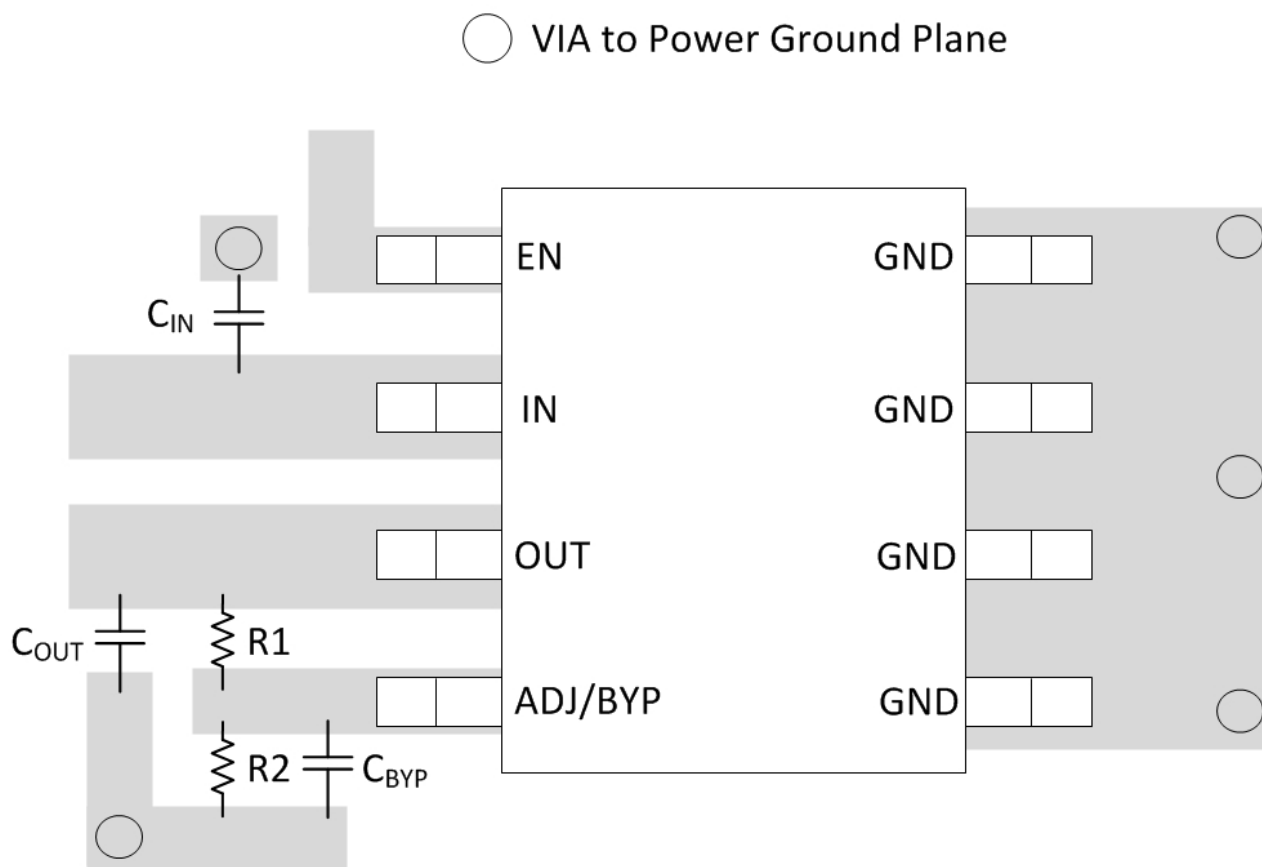 VIA to Power Ground Plane
EN
GND
CIN
IN
GND
OUT
GND
COUT
R1
ADJ/BYP
GND
R2
CBYP